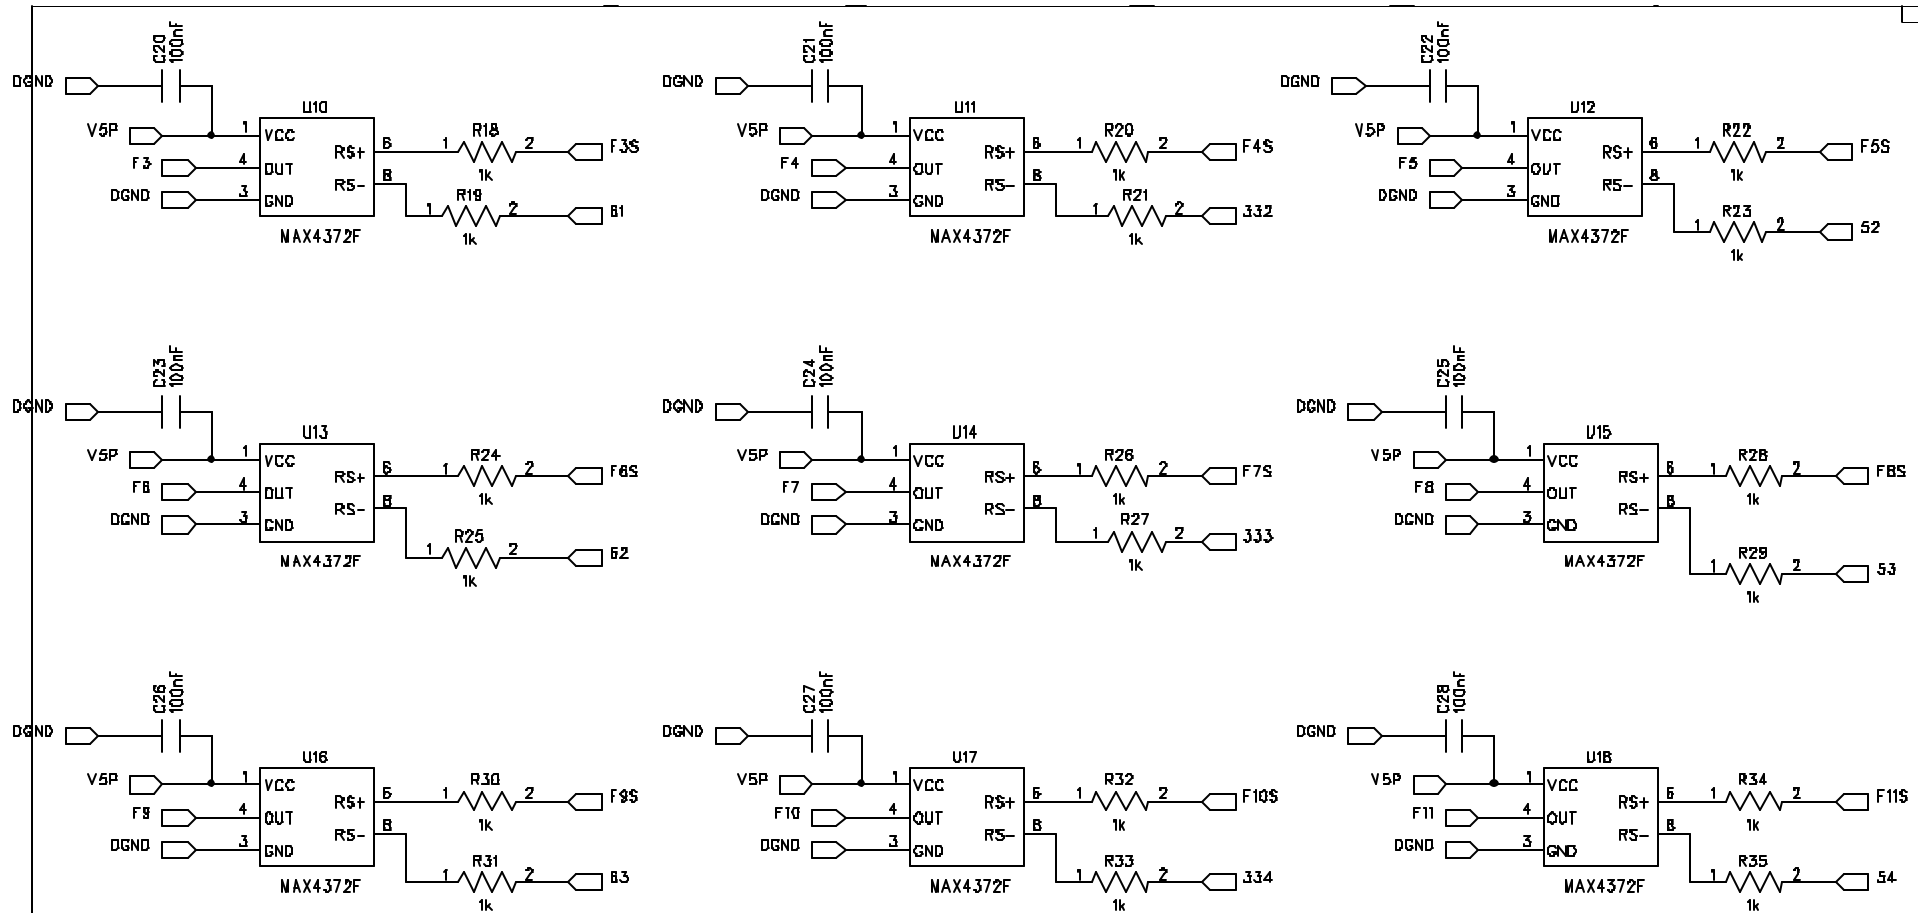 C20 100nF
DGND
U10
V5P 1 VCC
F3 4 OUT
DGND 3 GND
RS+ 6 1 R18 2 F3S
1k
RS- 8 1 R19 2 61
1k
MAX4372F
C21 100nF
DGND
U11
V5P 1 VCC
F4 4 OUT
DGND 3 GND
RS+ 6 1 R20 2 F4S
1k
RS- 8 1 R21 2 332
1k
MAX4372F
C22 100nF
DGND
U12
V5P 1 VCC
F5 4 OUT
DGND 3 GND
RS+ 6 1 R22 2 F5S
1k
RS- 8 1 R23 2 52
1k
MAX4372F
C23 100nF
DGND
U13
V5P 1 VCC
F6 4 OUT
DGND 3 GND
RS+ 6 1 R24 2 F6S
1k
RS- 8 1 R25 2 62
1k
MAX4372F
C24 100nF
DGND
U14
V5P 1 VCC
F7 4 OUT
DGND 3 GND
RS+ 6 1 R26 2 F7S
1k
RS- 8 1 R27 2 333
1k
MAX4372F
C25 100nF
DGND
U15
V5P 1 VCC
F8 4 OUT
DGND 3 GND
RS+ 6 1 R28 2 F8S
1k
RS- 8 1 R29 2 53
1k
MAX4372F
C26 100nF
DGND
U16
V5P 1 VCC
F9 4 OUT
DGND 3 GND
RS+ 6 1 R30 2 F9S
1k
RS- 8 1 R31 2 63
1k
MAX4372F
C27 100nF
DGND
U17
V5P 1 VCC
F10 4 OUT
DGND 3 GND
RS+ 6 1 R32 2 F10S
1k
RS- 8 1 R33 2 334
1k
MAX4372F
C28 100nF
DGND
U18
V5P 1 VCC
F11 4 OUT
DGND 3 GND
RS+ 6 1 R34 2 F11S
1k
RS- 8 1 R35 2 54
1k
MAX4372F